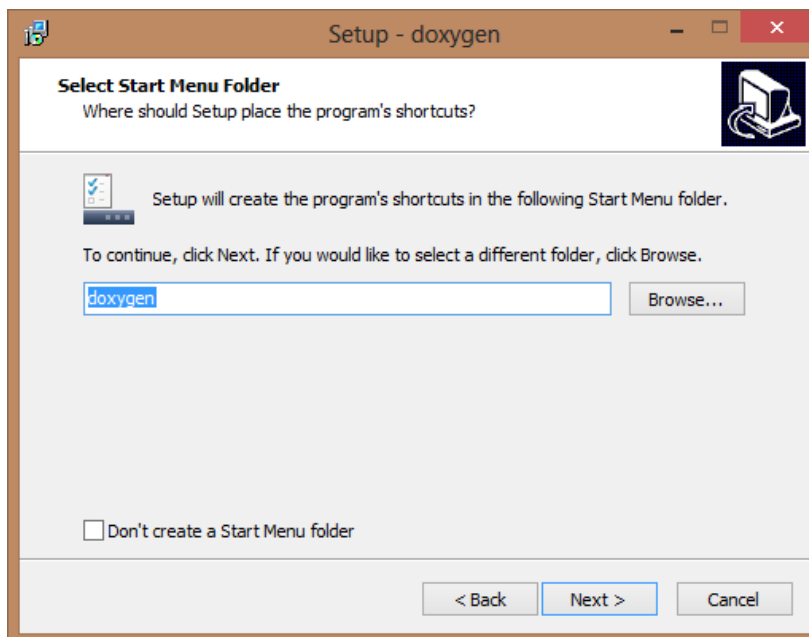 Setup - doxygen
Select Start Menu Folder
Where should Setup place the program's shortcuts?
Setup will create the program's shortcuts in the following Start Menu folder.
To continue, click Next. If you would like to select a different folder, click Browse.
doxygen
Browse...
Don't create a Start Menu folder
< Back
Next >
Cancel